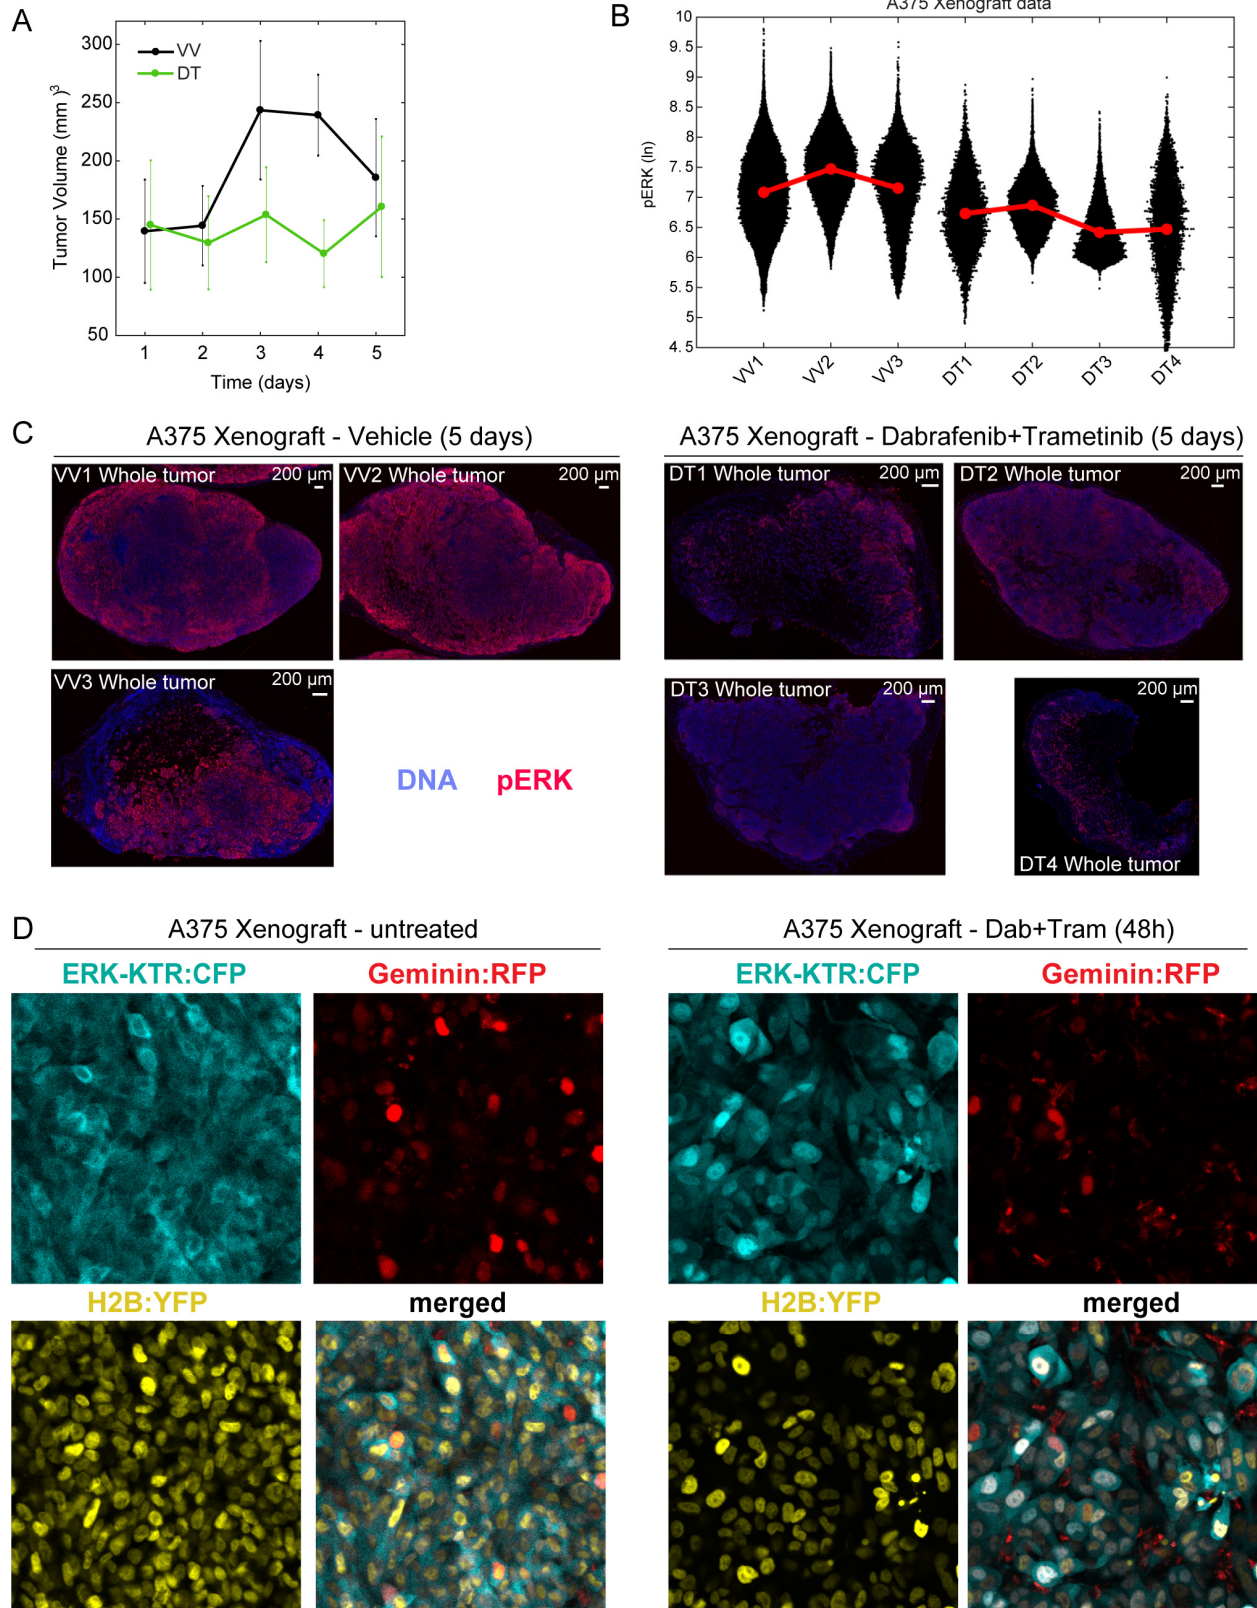 A
300
250
200
150
100
50
Tumor Volume (mm )3
VV
DT
1 2 3 4 5
Time (days)
B
A375 Xenograft data
10
9.5
9
8.5
8
7.5
7
6.5
6
5.5
5
4.5
pERK (ln)
VV1 VV2 VV3 DT1 DT2 DT3 DT4
C
A375 Xenograft - Vehicle (5 days)
VV1 Whole tumor 200 µm
VV2 Whole tumor 200 µm
VV3 Whole tumor 200 µm
DNA pERK
A375 Xenograft - Dabrafenib+Trametinib (5 days)
DT1 Whole tumor 200 µm
DT2 Whole tumor 200 µm
DT3 Whole tumor 200 µm
200 µm
DT4 Whole tumor
D
A375 Xenograft - untreated
ERK-KTR:CFP Geminin:RFP
H2B:YFP merged
A375 Xenograft - Dab+Tram (48h)
ERK-KTR:CFP Geminin:RFP
H2B:YFP merged